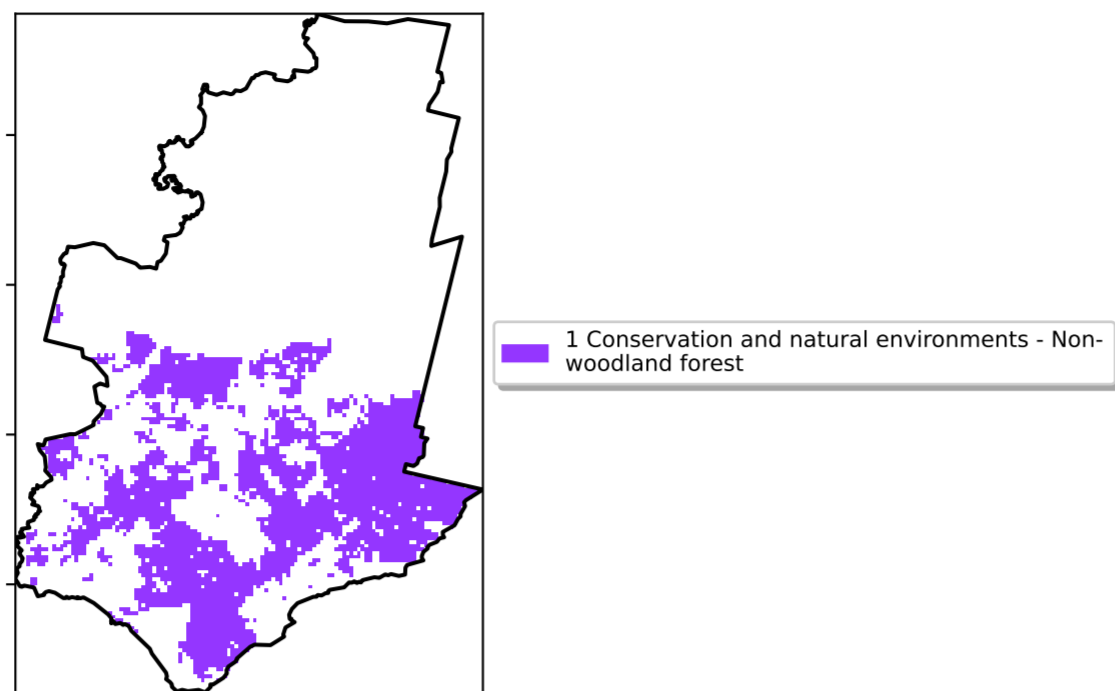 1 Conservation and natural environments - Non-
woodland forest